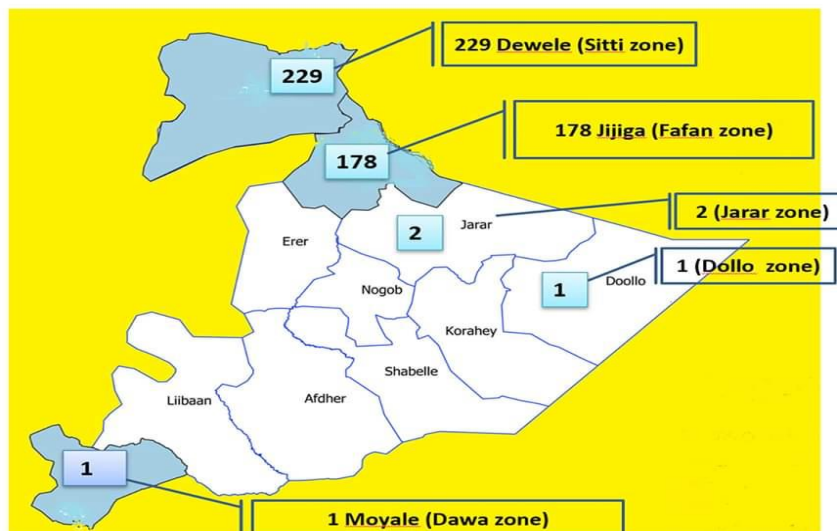 229 Dewele (Sitti zone)
229
178 Jijiga (Fafan zone)
178
2 (Jarar zone)
Jarar
2
Erer
1 (Dollo zone)
Doollo
1
Nogob
Korahey
Shabelle
Liibaan
Afdher
1
1 Moyale (Dawa zone)